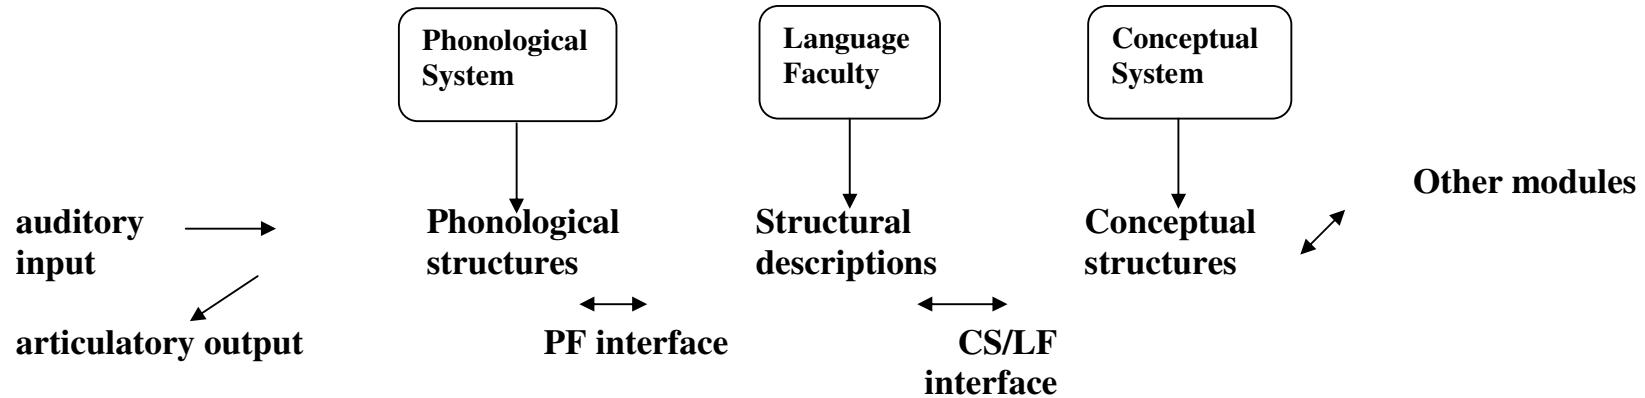 Phonological
System
Language
Faculty
Conceptual
System
Other modules
auditory
input
Phonological
structures
Structural
descriptions
Conceptual
structures
articulatory output
PF interface
CS/LF
interface